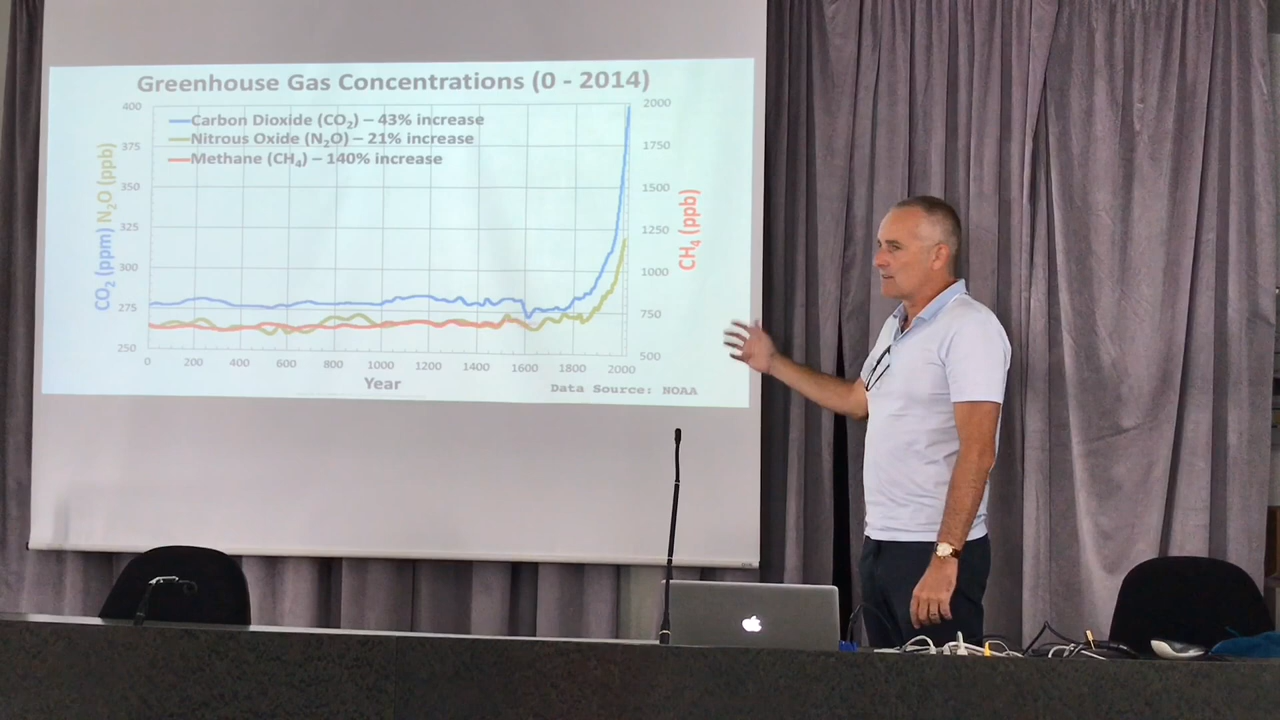 Greenhouse Gas Concentrations (0 - 2014)
Carbon Dioxide (CO₂) – 43% increase
Nitrous Oxide (N₂O) – 21% increase
Methane (CH₄) – 140% increase
CO₂ (ppm) N₂O (ppb)
400
375
350
325
300
275
250
2000
1750
1500
1250
1000
750
500
CH₄ (ppb)
0 200 400 600 800 1000 1200 1400 1600 1800 2000
Year
Data Source: NOAA